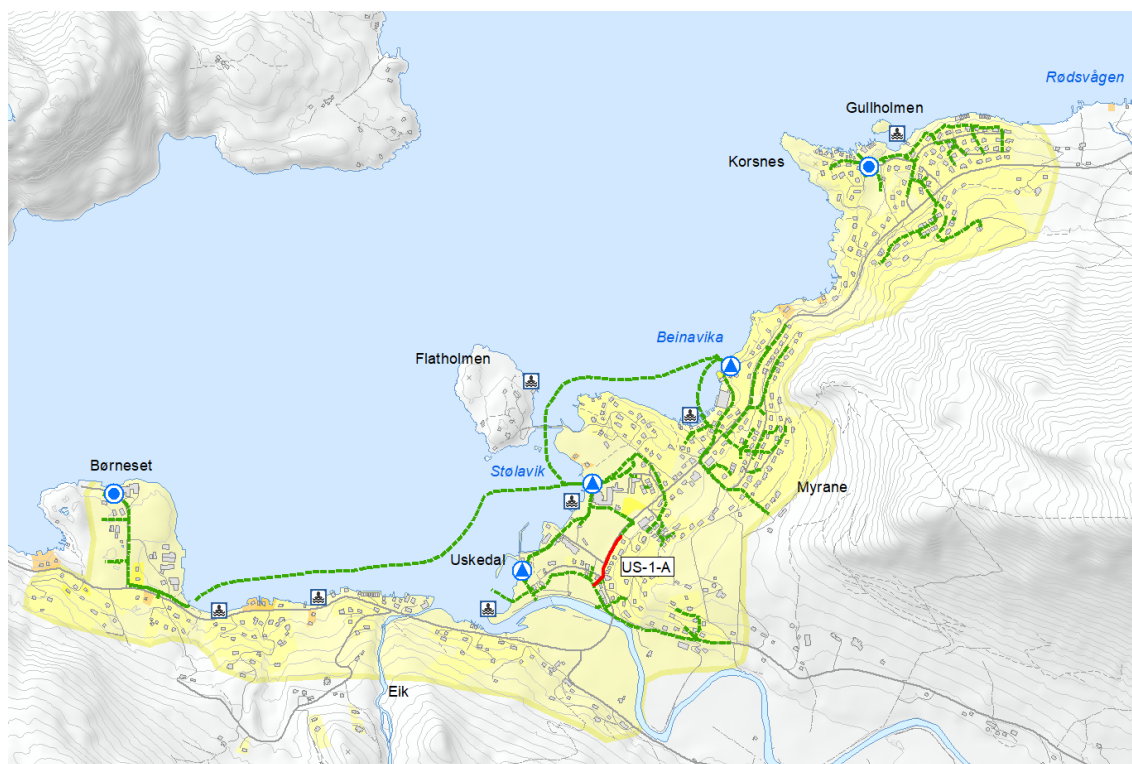 Rødsvågen
Gullholmen
Korsnes
Beinavika
Flatholmen
Børneset
Stølavik
Myrane
Uskedal
US-1-A
Eik